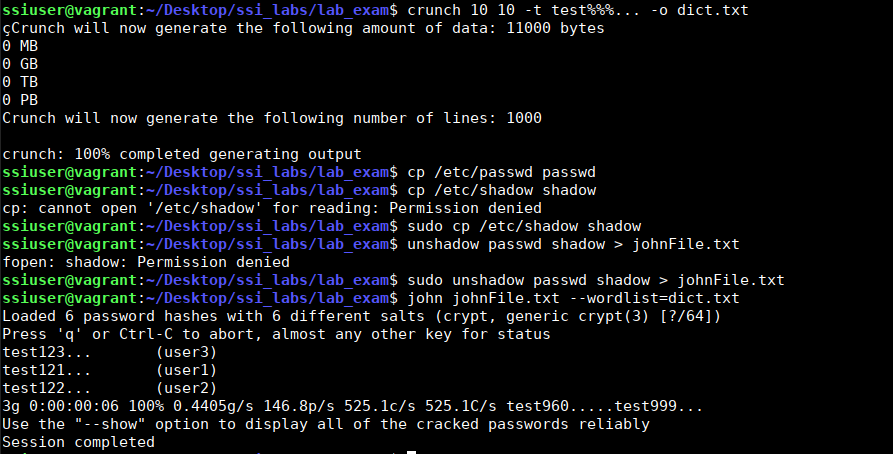 ssiuser@vagrant:~/Desktop/ssi_labs/lab_exam$ crunch 10 10 -t test%%%... -o dict.txt
çCrunch will now generate the following amount of data: 11000 bytes
0 MB
0 GB
0 TB
0 PB
Crunch will now generate the following number of lines: 1000

crunch: 100% completed generating output
ssiuser@vagrant:~/Desktop/ssi_labs/lab_exam$ cp /etc/passwd passwd
ssiuser@vagrant:~/Desktop/ssi_labs/lab_exam$ cp /etc/shadow shadow
cp: cannot open '/etc/shadow' for reading: Permission denied
ssiuser@vagrant:~/Desktop/ssi_labs/lab_exam$ sudo cp /etc/shadow shadow
ssiuser@vagrant:~/Desktop/ssi_labs/lab_exam$ unshadow passwd shadow > johnFile.txt
fopen: shadow: Permission denied
ssiuser@vagrant:~/Desktop/ssi_labs/lab_exam$ sudo unshadow passwd shadow > johnFile.txt
ssiuser@vagrant:~/Desktop/ssi_labs/lab_exam$ john johnFile.txt --wordlist=dict.txt
Loaded 6 password hashes with 6 different salts (crypt, generic crypt(3) [?/64])
Press 'q' or Ctrl-C to abort, almost any other key for status
test123...       (user3)
test121...       (user1)
test122...       (user2)
3g 0:00:00:06 100% 0.4405g/s 146.8p/s 525.1c/s 525.1C/s test960.....test999...
Use the "--show" option to display all of the cracked passwords reliably
Session completed